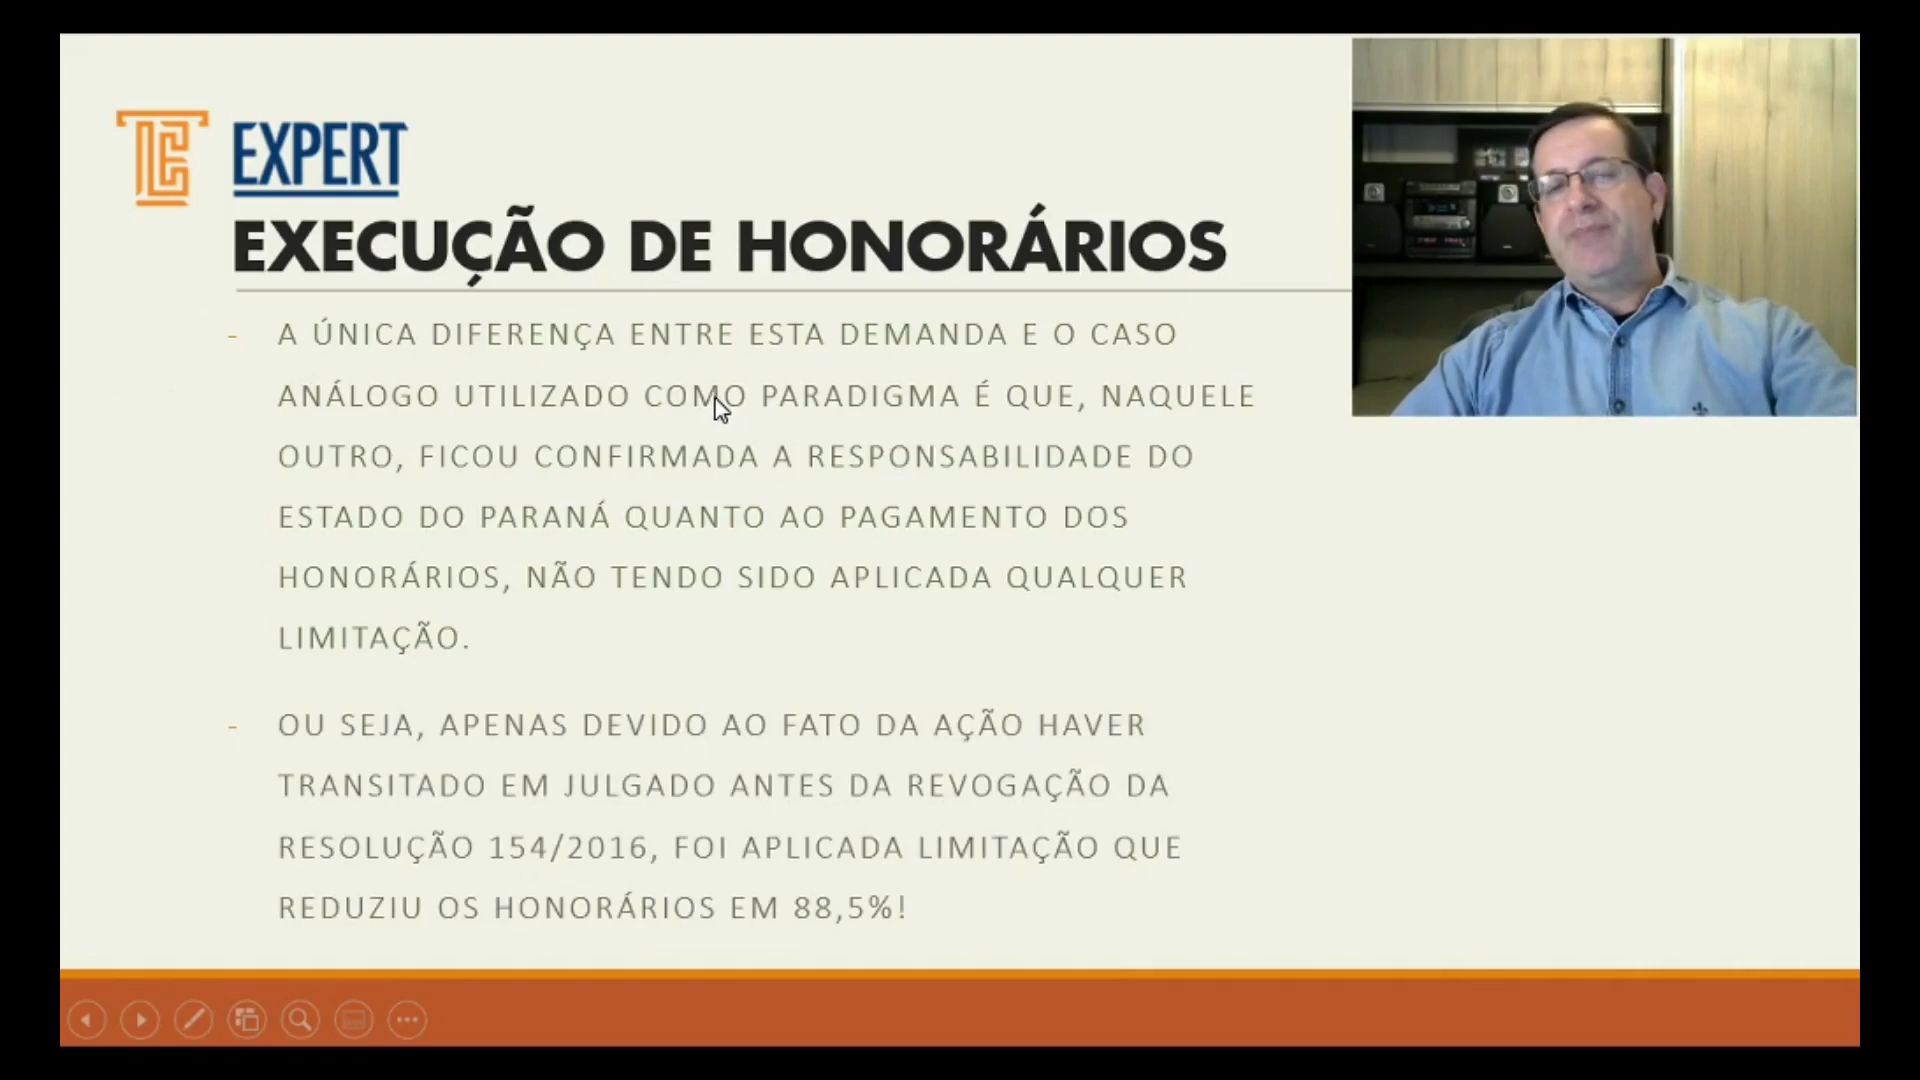 EXPERT
EXECUÇÃO DE HONORÁRIOS
- A ÚNICA DIFERENÇA ENTRE ESTA DEMANDA E O CASO
ANÁLOGO UTILIZADO COMO PARADIGMA É QUE, NAQUELE
OUTRO, FICOU CONFIRMADA A RESPONSABILIDADE DO
ESTADO DO PARANÁ QUANTO AO PAGAMENTO DOS
HONORÁRIOS, NÃO TENDO SIDO APLICADA QUALQUER
LIMITAÇÃO.
- OU SEJA, APENAS DEVIDO AO FATO DA AÇÃO HAVER
TRANSITADO EM JULGADO ANTES DA REVOGAÇÃO DA
RESOLUÇÃO 154/2016, FOI APLICADA LIMITAÇÃO QUE
REDUZIU OS HONORÁRIOS EM 88,5%!